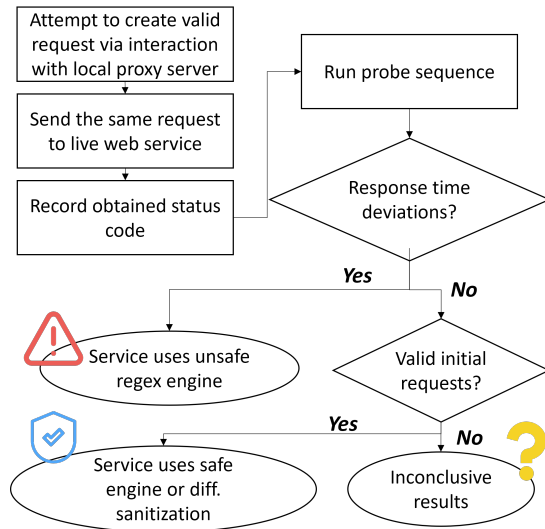 Attempt to create valid
request via interaction
with local proxy server
Send the same request
to live web service
Record obtained status
code
Run probe sequence
Response time
deviations?
Yes
No
Service uses unsafe
regex engine
Valid initial
requests?
Yes
No
Service uses safe
engine or diff.
sanitization
Inconclusive
results